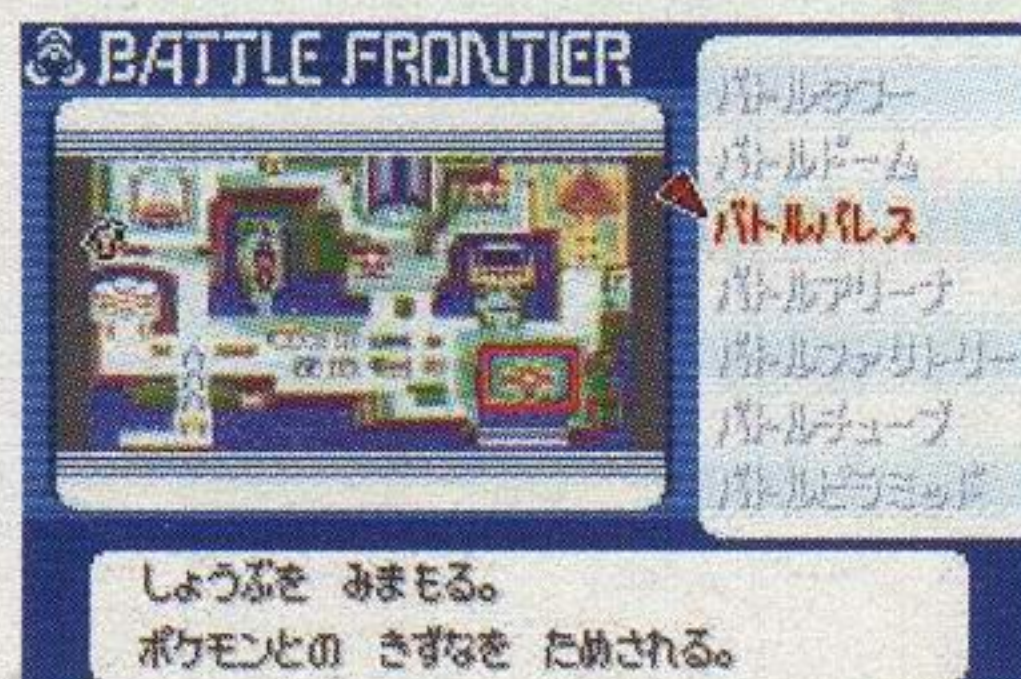 BATTLE FRONTIER
バトルタワー
バトルドーム
バトルパレス
バトルアリーナ
バトルファクトリー
バトルチューブ
バトルピラミッド
しょうぶを みまもる。
ポケモンとの きずなを ためされる。